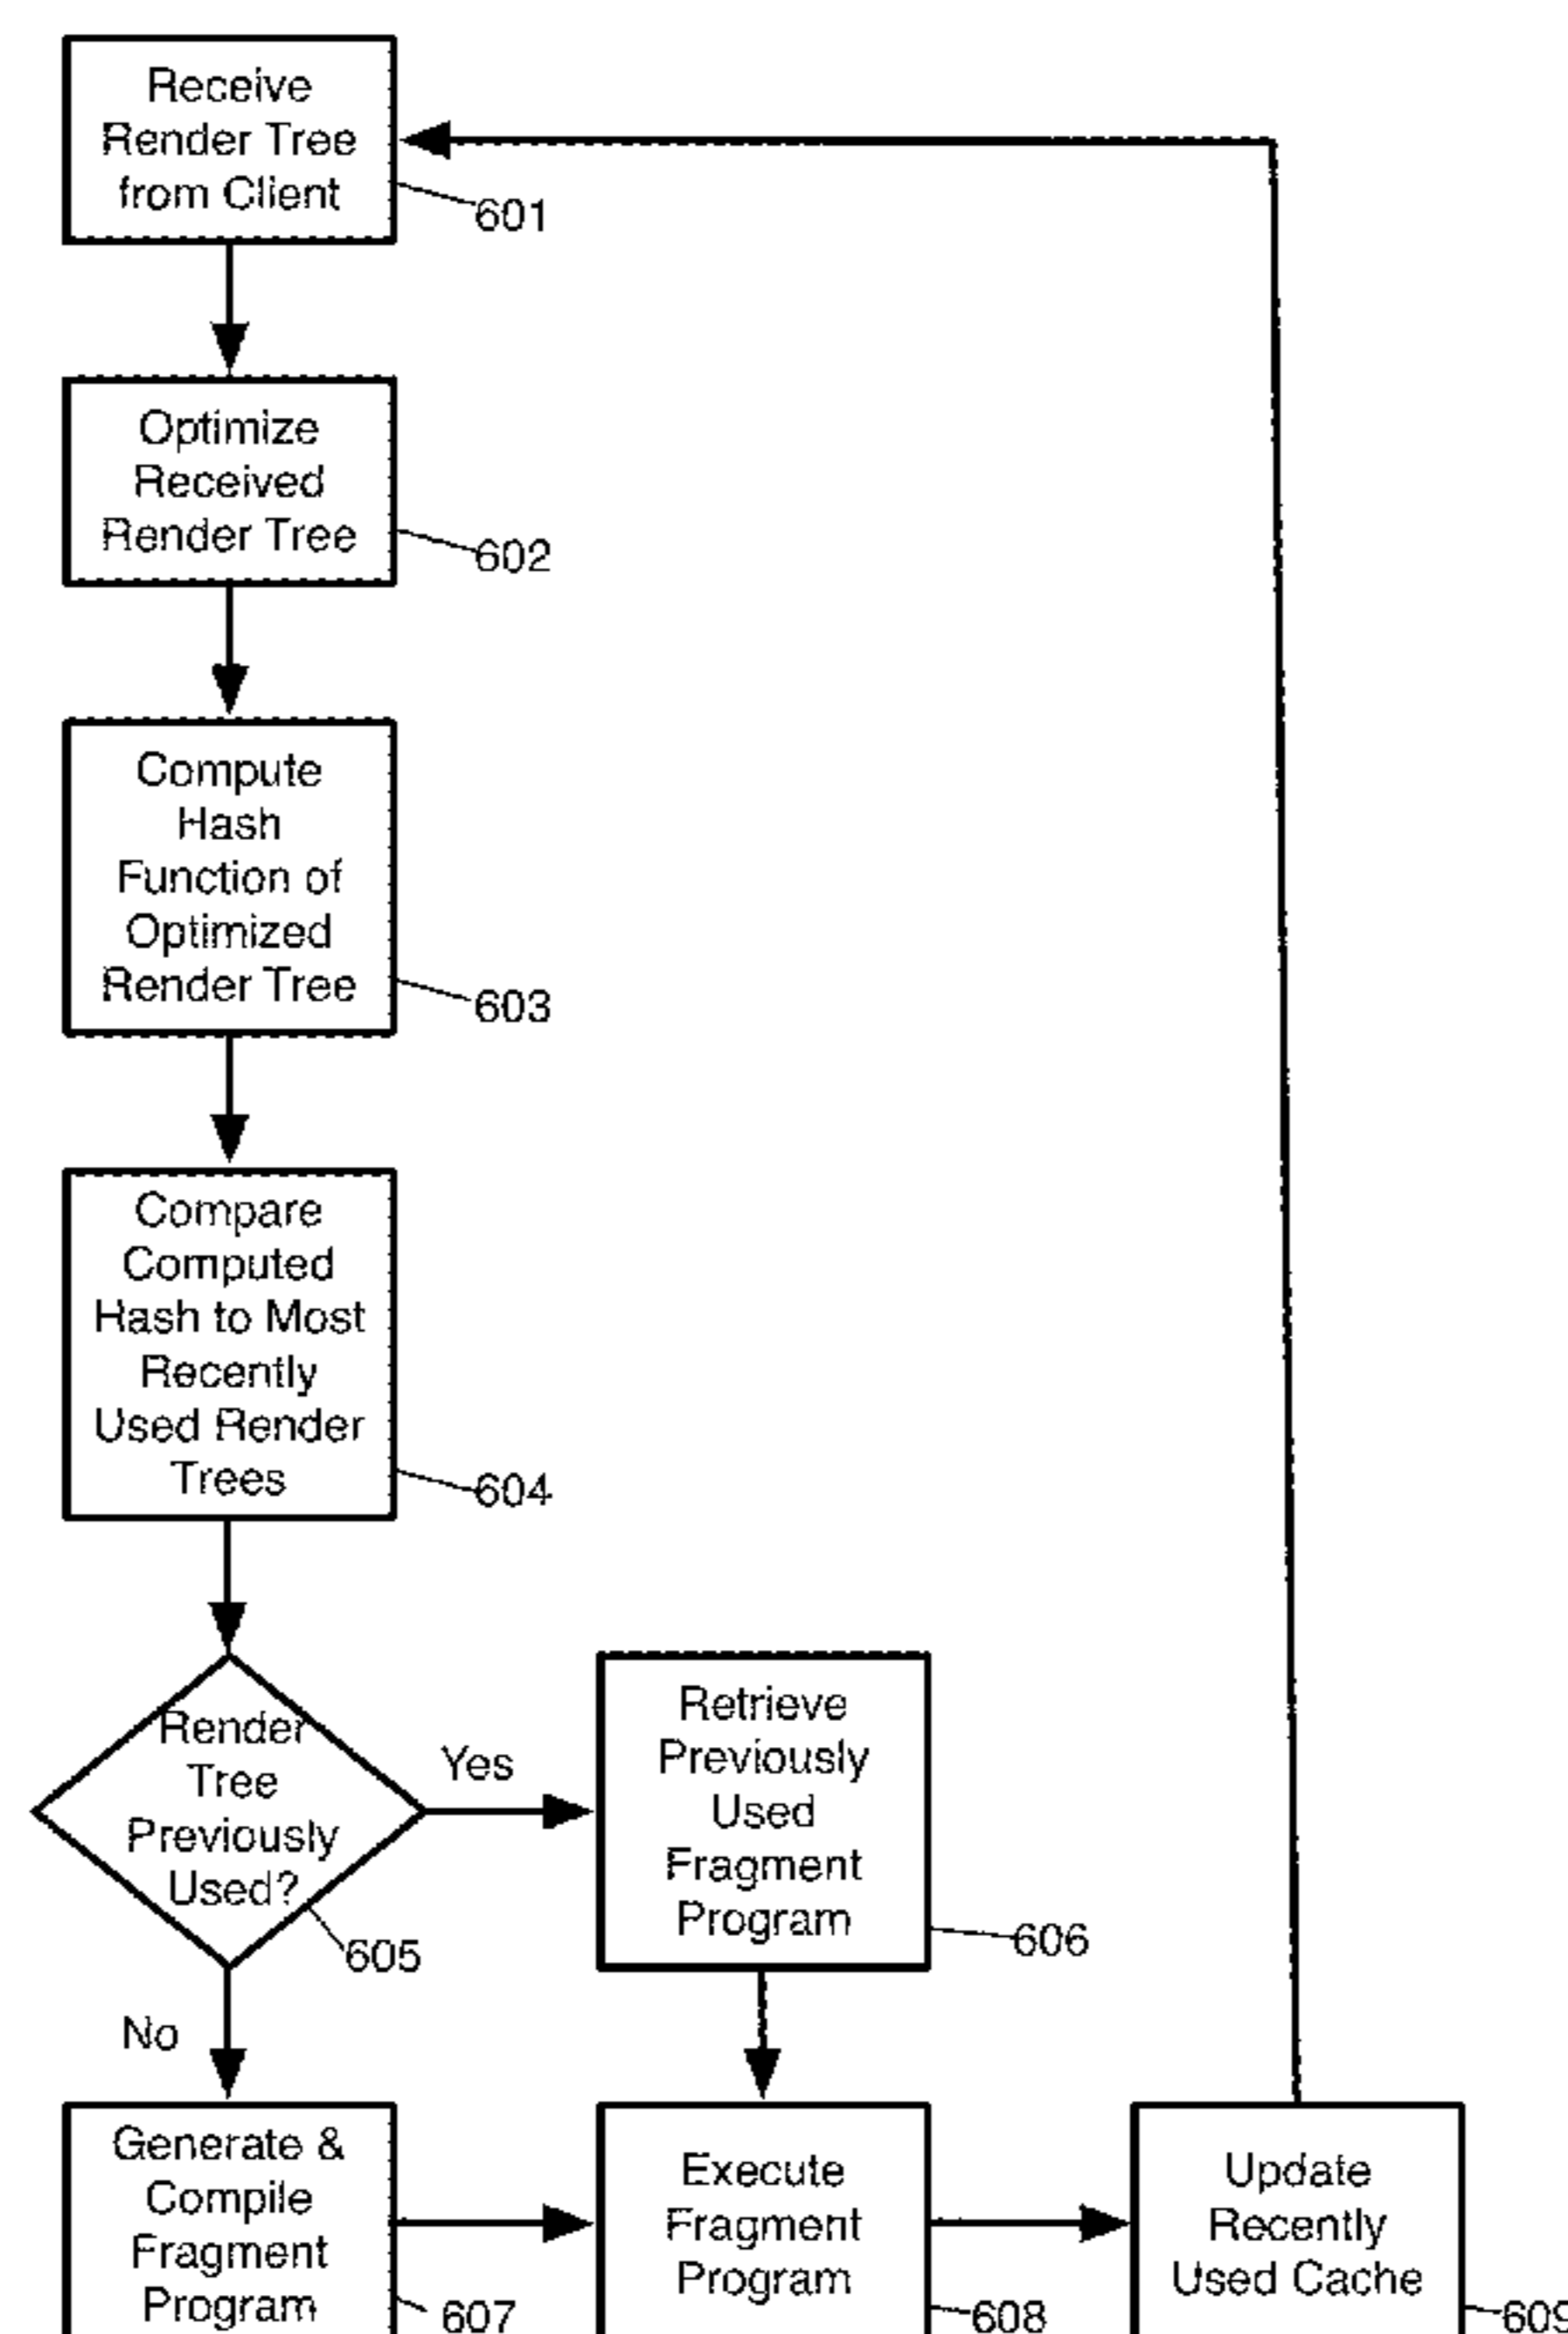 Receive
Render Tree
from Client
601
Optimize
Received
Render Tree
602
Compute
Hash
Function of
Optimized
Render Tree
603
Compare
Computed
Hash to Most
Recently
Used Render
Trees
604
Render
Tree
Previously
Used?
605
Yes
Retrieve
Previously
Used
Fragment
Program
606
No
Generate &
Compile
Fragment
Program
607
Execute
Fragment
Program
608
Update
Recently
Used Cache
609